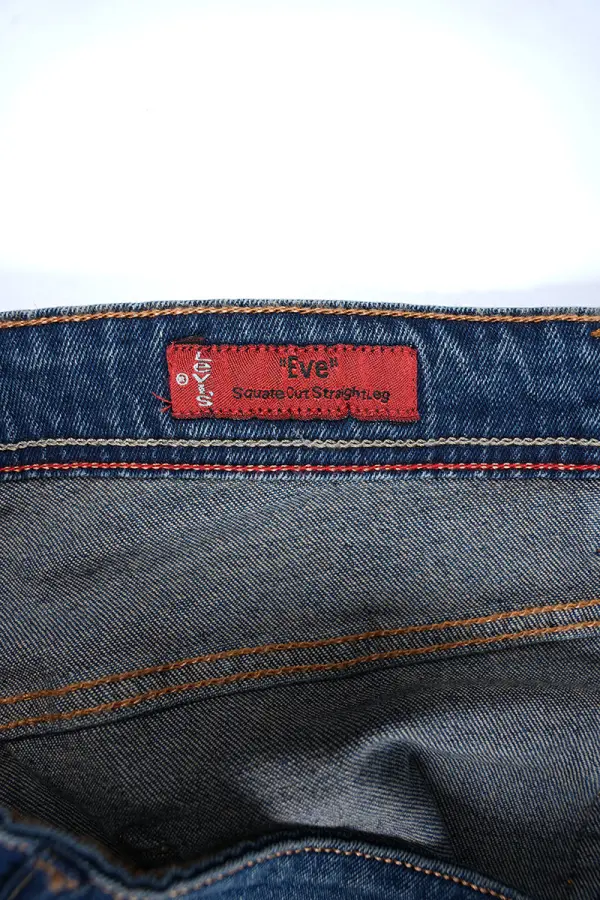 LEVI'S ®
"Eve"
Square Cut Straight Leg